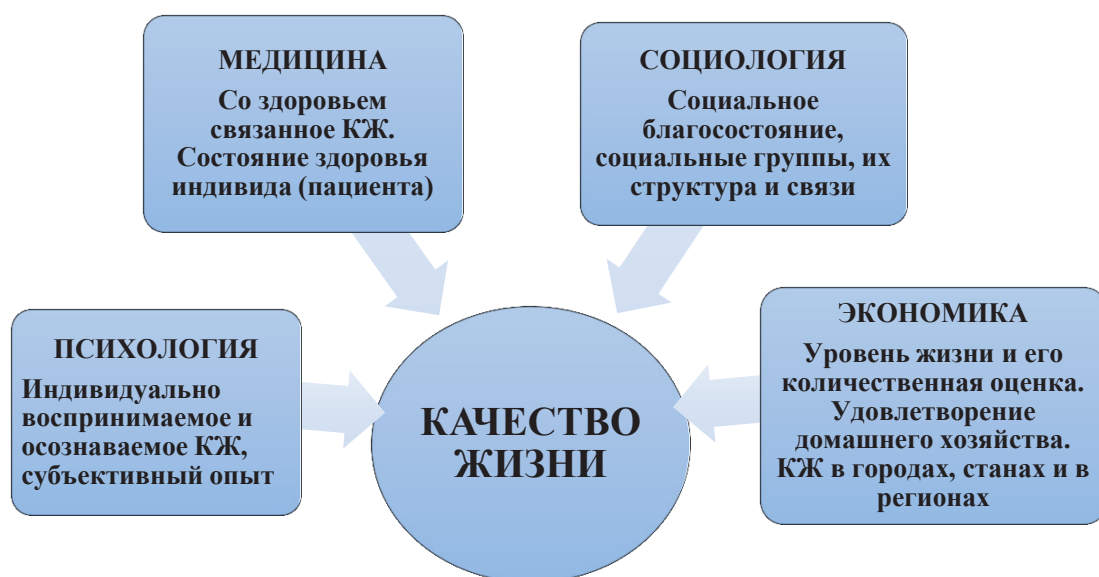 МЕДИЦИНА
Со здоровьем
связанное КЖ.
Состояние здоровья
индивида (пациента)
СОЦИОЛОГИЯ
Социальное
благосостояние,
социальные группы, их
структура и связи
ПСИХОЛОГИЯ
Индивидуально
воспринимаемое и
осознаваемое КЖ,
субъективный опыт
КАЧЕСТВО
ЖИЗНИ
ЭКОНОМИКА
Уровень жизни и его
количественная оценка.
Удовлетворение
домашнего хозяйства.
КЖ в городах, станах и в
регионах